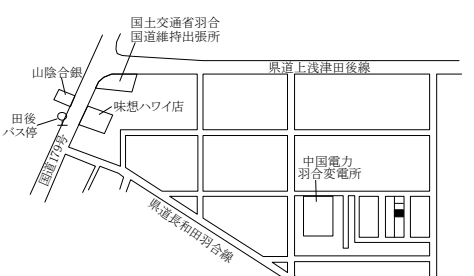 国土交通省羽合
国道維持出張所
県道上浅津田後線
山陰合銀
味想ハワイ店
田後
バス停
国道179号
中国電力
羽合変電所
県道長和田羽合線